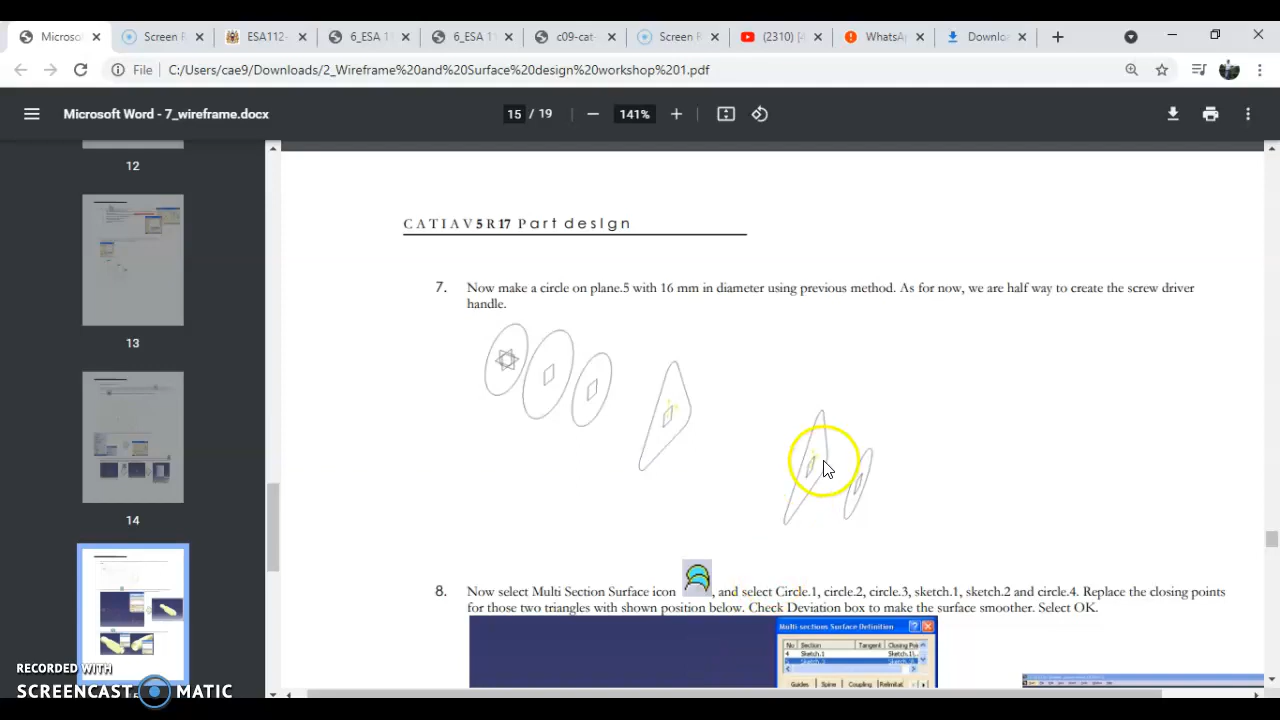 Microso
Screen R
ESA112-
6_ESA 1
6_ESA 1
c09-cat-
Screen R
(2310) [4
WhatsA
Downlo
File
C:/Users/cae9/Downloads/2_Wireframe%20and%20Surface%20design%20workshop%201.pdf
Microsoft Word - 7_wireframe.docx
15 / 19
141%
12
13
14
CATIAV5R17 Part design
7. Now make a circle on plane.5 with 16 mm in diameter using previous method. As for now, we are half way to create the screw driver
handle.
8. Now select Multi Section Surface icon , and select Circle.1, circle.2, circle.3, sketch.1, sketch.2 and circle.4. Replace the closing points
for those two triangles with shown position below. Check Deviation box to make the surface smoother. Select OK.
Multi-sections Surface Definition
No Section Tangent Closing Poi
4 Sketch.1
Guides Spine Coupling Relimitati
RECORDED WITH
SCREENCAST MATIC